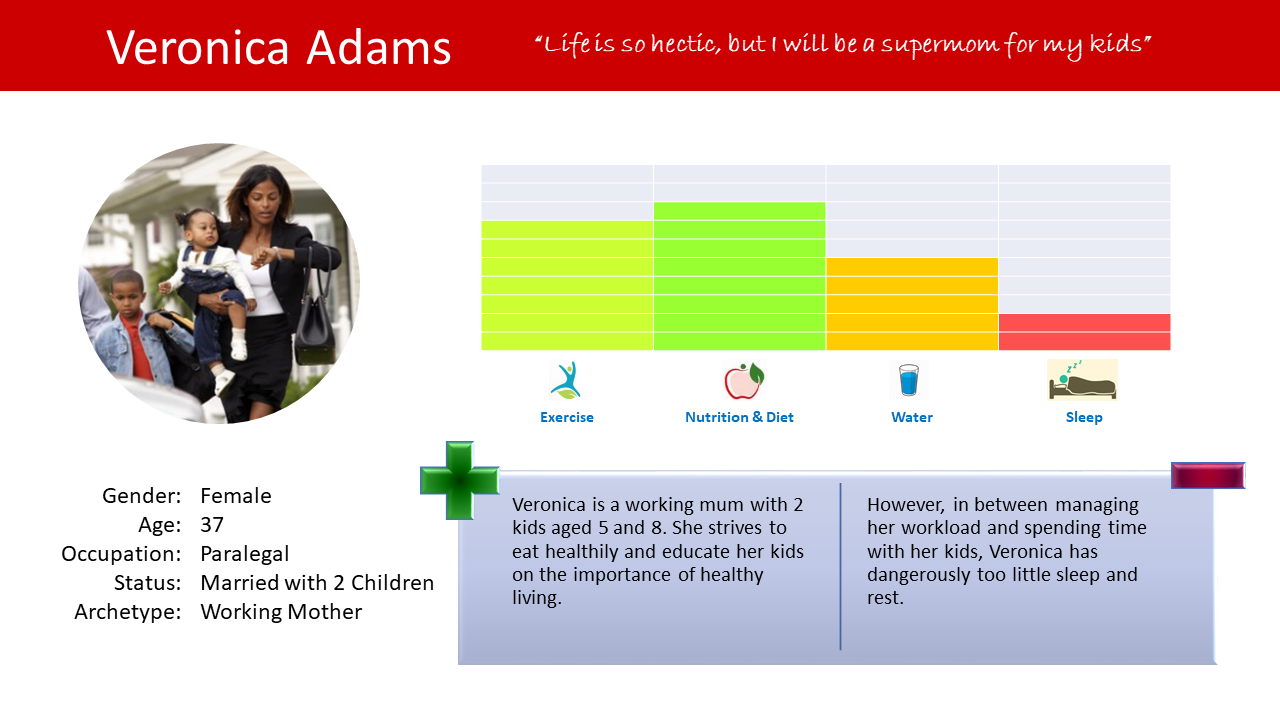 Veronica Adams
“Life is so hectic, but I will be a supermom for my kids”
Exercise
Nutrition & Diet
Water
Sleep
Gender: Female
Age: 37
Occupation: Paralegal
Status: Married with 2 Children
Archetype: Working Mother
Veronica is a working mum with 2
kids aged 5 and 8. She strives to
eat healthily and educate her kids
on the importance of healthy
living.
However, in between managing
her workload and spending time
with her kids, Veronica has
dangerously too little sleep and
rest.